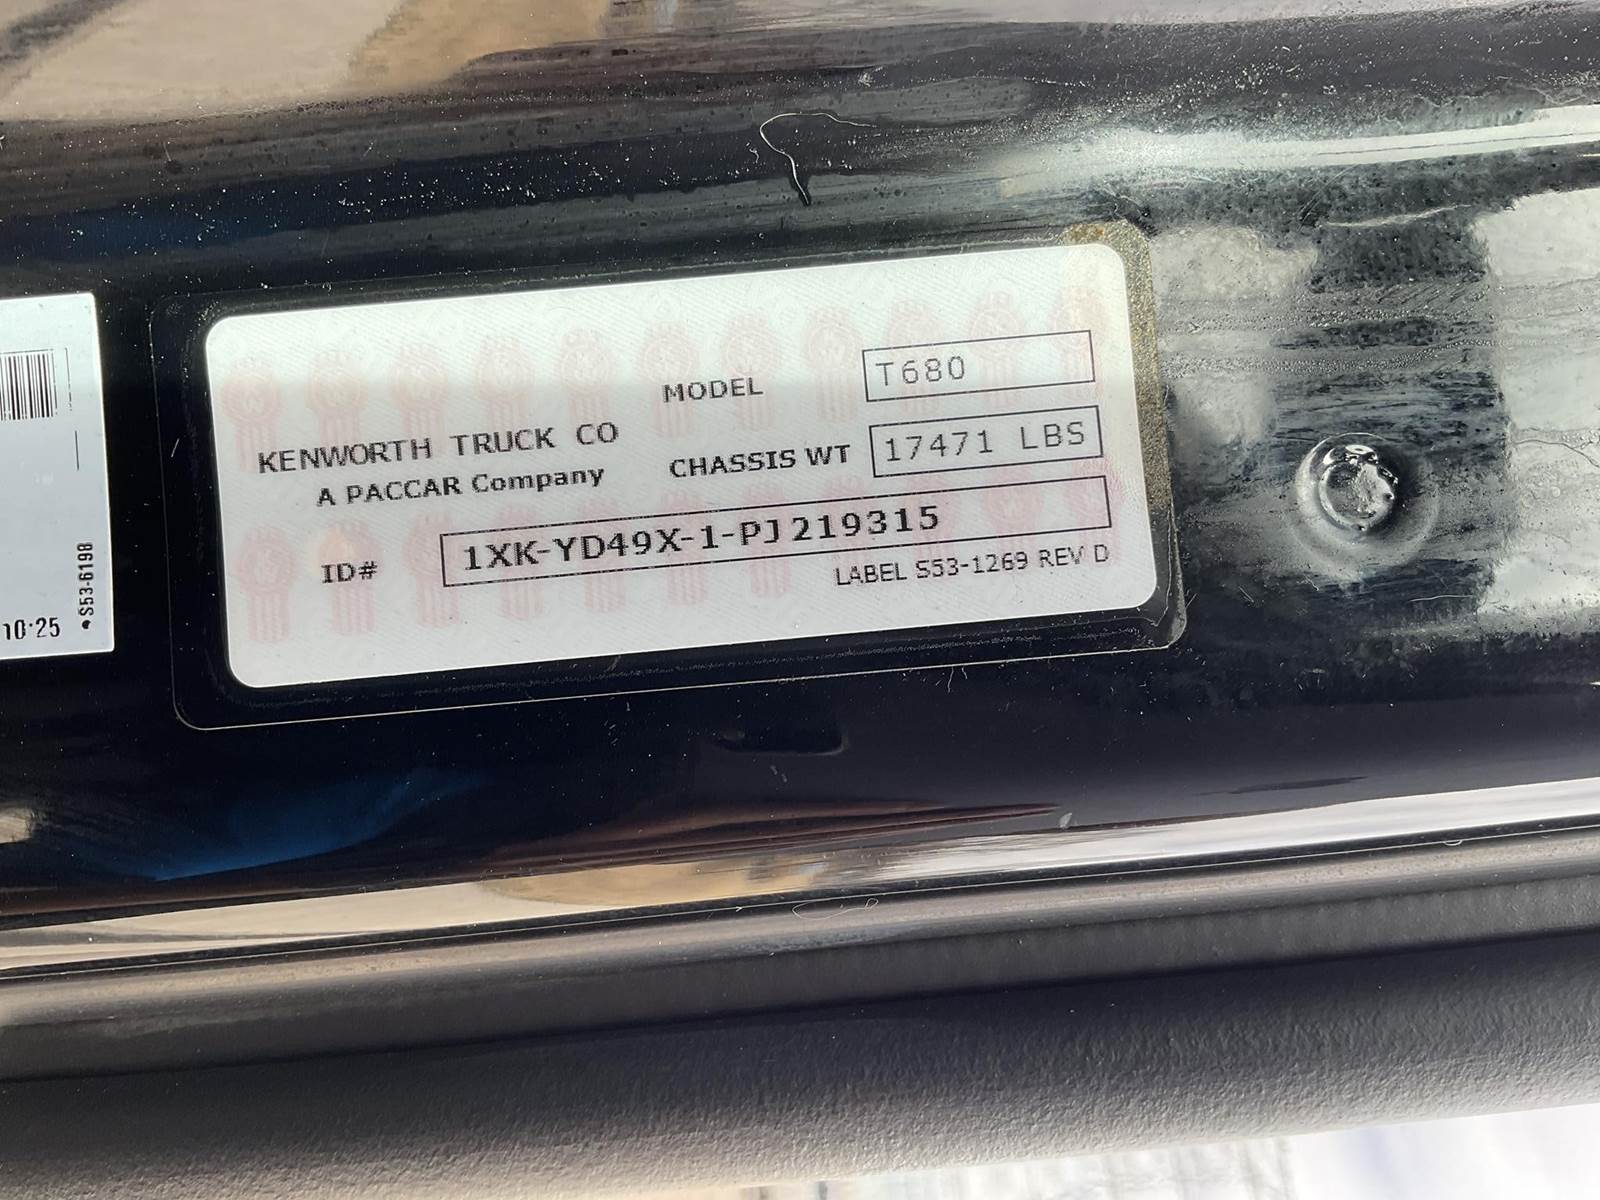 MODEL T680
KENWORTH TRUCK CO
A PACCAR Company
CHASSIS WT 17471 LBS
ID# 1XK-YD49X-1-PJ219315
LABEL S53-1269 REV D
S53-6198
10·25